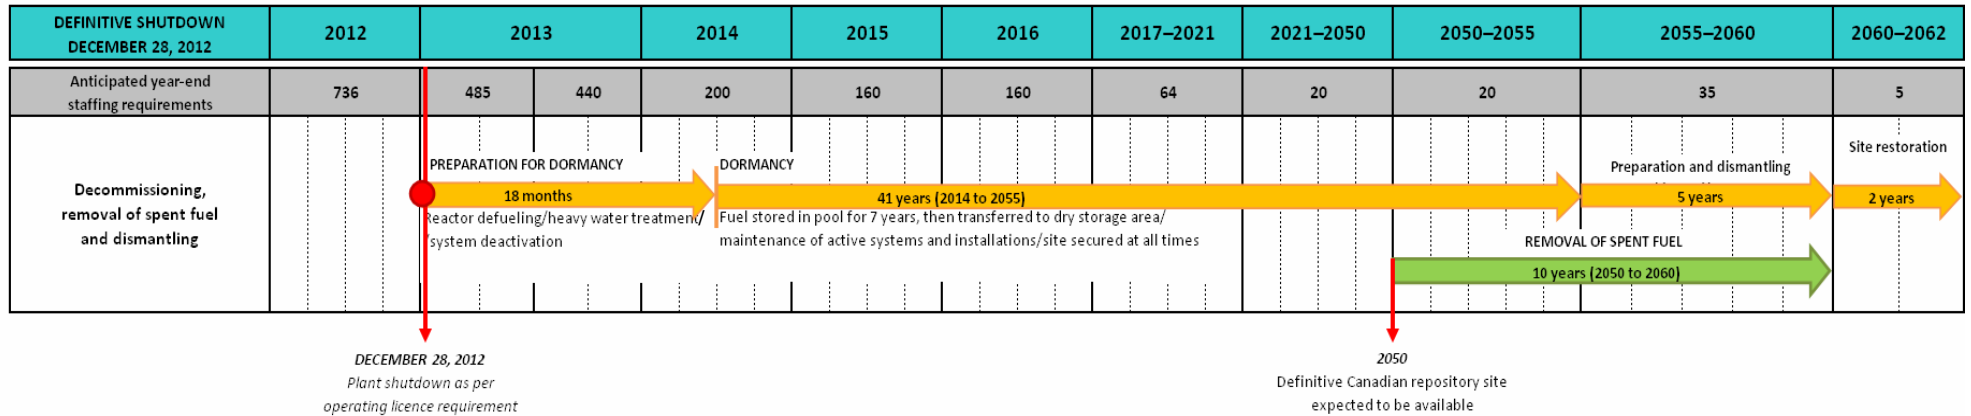 DEFINITIVE SHUTDOWN
DECEMBER 28, 2012
2012
2013
2014
2015
2016
2017–2021
2021–2050
2050–2055
2055–2060
2060–2062
Anticipated year-end
staffing requirements
736
485
440
200
160
160
64
20
20
35
5
Decommissioning,
removal of spent fuel
and dismantling
PREPARATION FOR DORMANCY
18 months
Reactor defueling/heavy water treatment/
/system deactivation
DORMANCY
41 years (2014 to 2055)
Fuel stored in pool for 7 years, then transferred to dry storage area/
maintenance of active systems and installations/site secured at all times
Preparation and dismantling
5 years
Site restoration
2 years
REMOVAL OF SPENT FUEL
10 years (2050 to 2060)
DECEMBER 28, 2012
Plant shutdown as per
operating licence requirement
2050
Definitive Canadian repository site
expected to be available